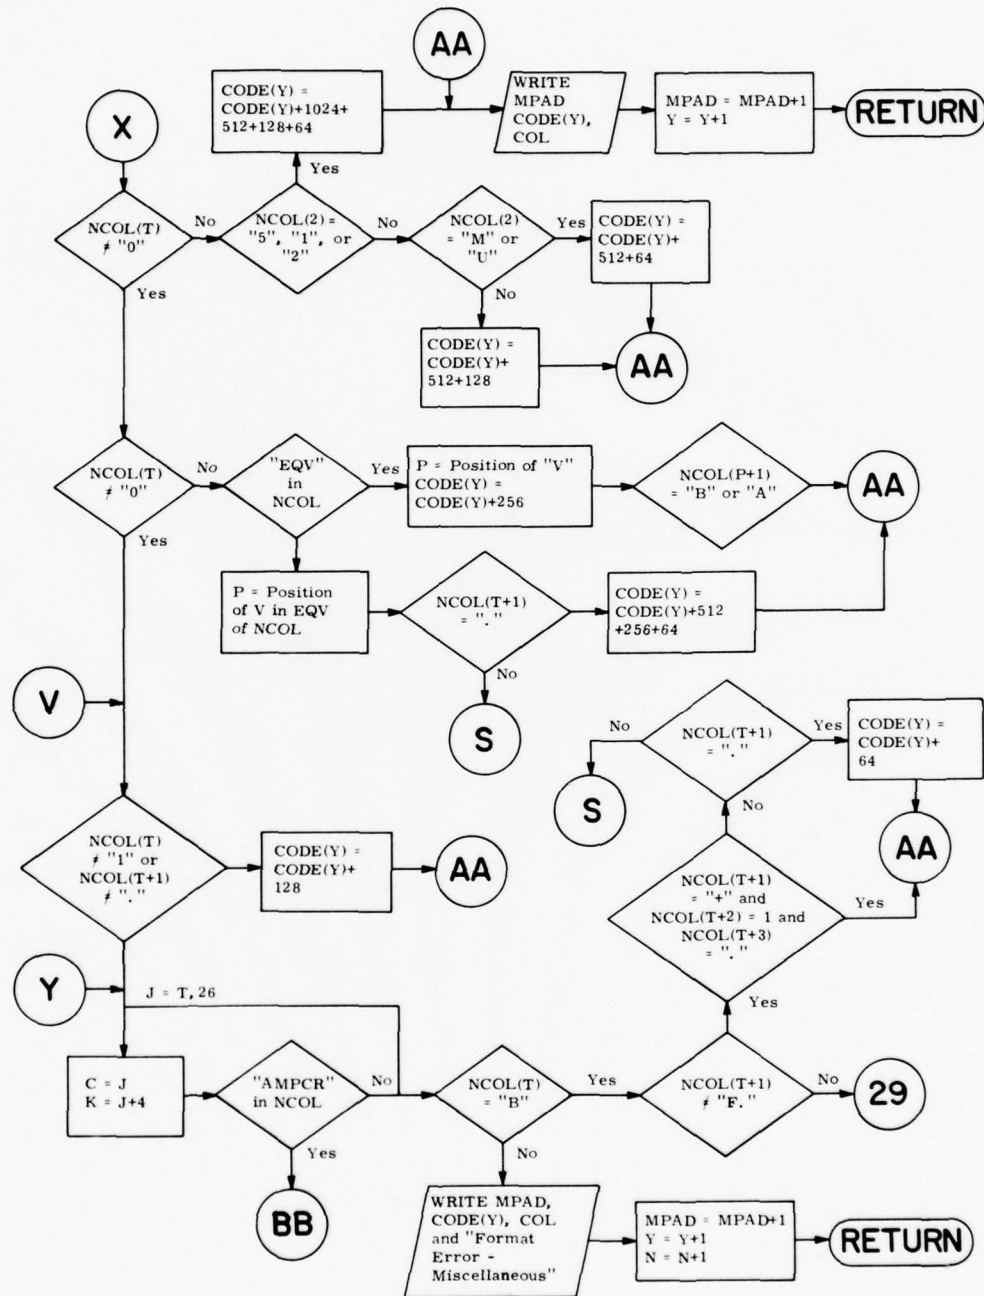 AA
X
CODE(Y) =
CODE(Y)+1024+
512+128+64
WRITE
MPAD
CODE(Y),
COL
MPAD = MPAD+1
Y = Y+1
RETURN
Yes
NCOL(T)
≠ "0"
No
NCOL(2) =
"5", "1", or
"2"
No
NCOL(2)
= "M" or
"U"
Yes
CODE(Y) =
CODE(Y)+
512+64
Yes
No
CODE(Y) =
CODE(Y)+
512+128
AA
NCOL(T)
≠ "0"
No
"EQV"
in
NCOL
Yes
P = Position of "V"
CODE(Y) =
CODE(Y)+256
NCOL(P+1)
= "B" or "A"
AA
Yes
P = Position
of V in EQV
of NCOL
NCOL(T+1)
= "."
CODE(Y) =
CODE(Y)+512
+256+64
No
V
S
No
NCOL(T+1)
= "."
Yes
CODE(Y) =
CODE(Y)+
64
S
No
AA
NCOL(T)
≠ "1" or
NCOL(T+1)
≠ "."
CODE(Y) =
CODE(Y)+
128
AA
NCOL(T+1)
= "+" and
NCOL(T+2) = 1 and
NCOL(T+3)
= "."
Yes
Y
J = T, 26
Yes
C = J
K = J+4
"AMPCR"
in NCOL
No
NCOL(T)
= "B"
Yes
NCOL(T+1)
≠ "F."
No
29
Yes
No
BB
WRITE MPAD,
CODE(Y), COL
and "Format
Error -
Miscellaneous"
MPAD = MPAD+1
Y = Y+1
N = N+1
RETURN